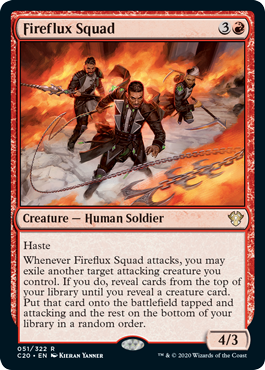 Fireflux Squad 3
Creature — Human Soldier
Haste
Whenever Fireflux Squad attacks, you may
exile another target attacking creature you
control. If you do, reveal cards from the top
of your library until you reveal a creature card.
Put that card onto the battlefield tapped and
attacking and the rest on the bottom of your
library in a random order.
4/3
051/322 R
C20 • EN KIERAN YANNER ™ & © 2020 Wizards of the Coast